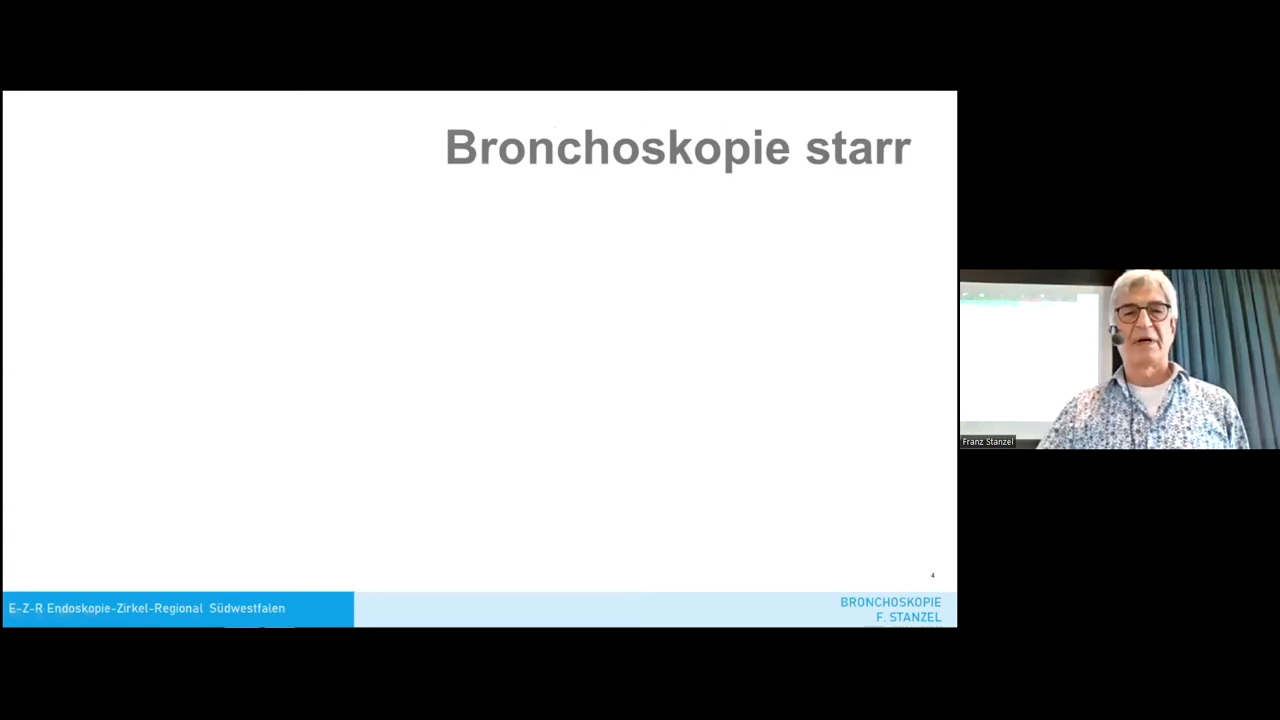 Bronchoskopie starr
4
E-Z-R Endoskopie-Zirkel-Regional Südwestfalen
BRONCHOSKOPIE
F. STANZEL
Franz Stanzel